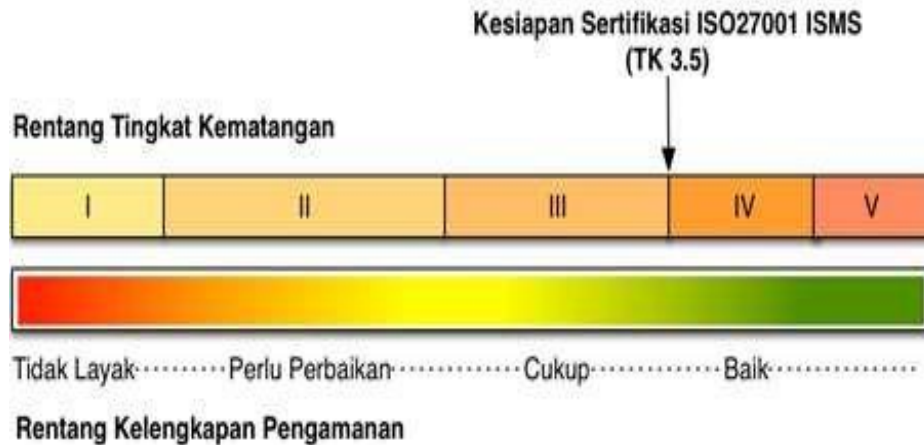 Kesiapan Sertifikasi ISO27001 ISMS
(TK 3.5)
Rentang Tingkat Kematangan
I II III IV V
Tidak Layak Perlu Perbaikan Cukup Baik
Rentang Kelengkapan Pengamanan